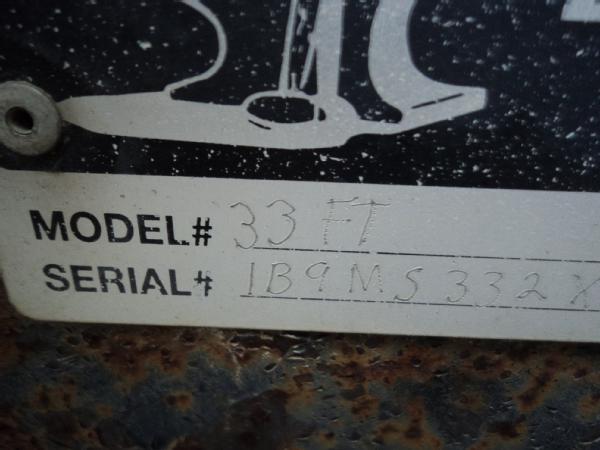 MODEL# 33 FT
SERIAL# 1B9MS332X